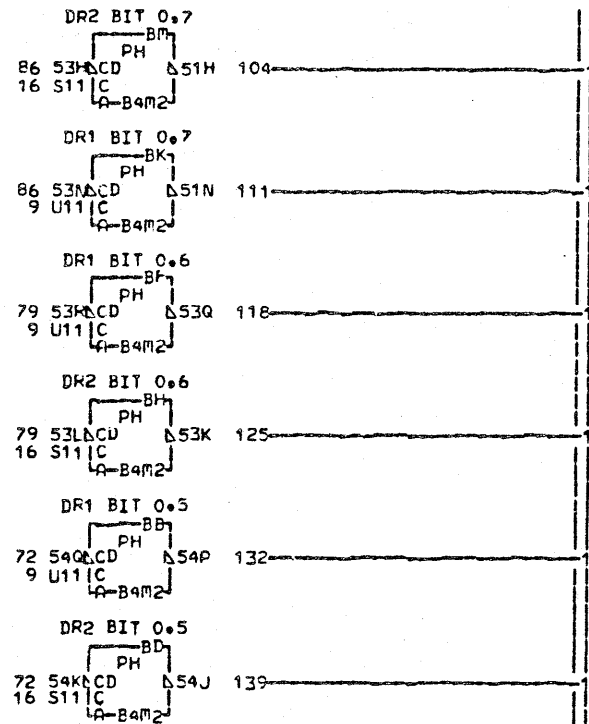 DR2 BIT 0.7
BM
PH
86 53H CD 51H 104
16 S11 C
A B4M2
DR1 BIT 0.7
BK
PH
86 53N CD 51N 111
9 U11 C
A B4M2
DR1 BIT 0.6
BF
PH
79 53R CD 53Q 118
9 U11 C
A B4M2
DR2 BIT 0.6
BH
PH
79 53L CD 53K 125
16 S11 C
A B4M2
DR1 BIT 0.5
BB
PH
72 54Q CD 54P 132
9 U11 C
A B4M2
DR2 BIT 0.5
BD
PH
72 54K CD 54J 139
16 S11 C
A B4M2